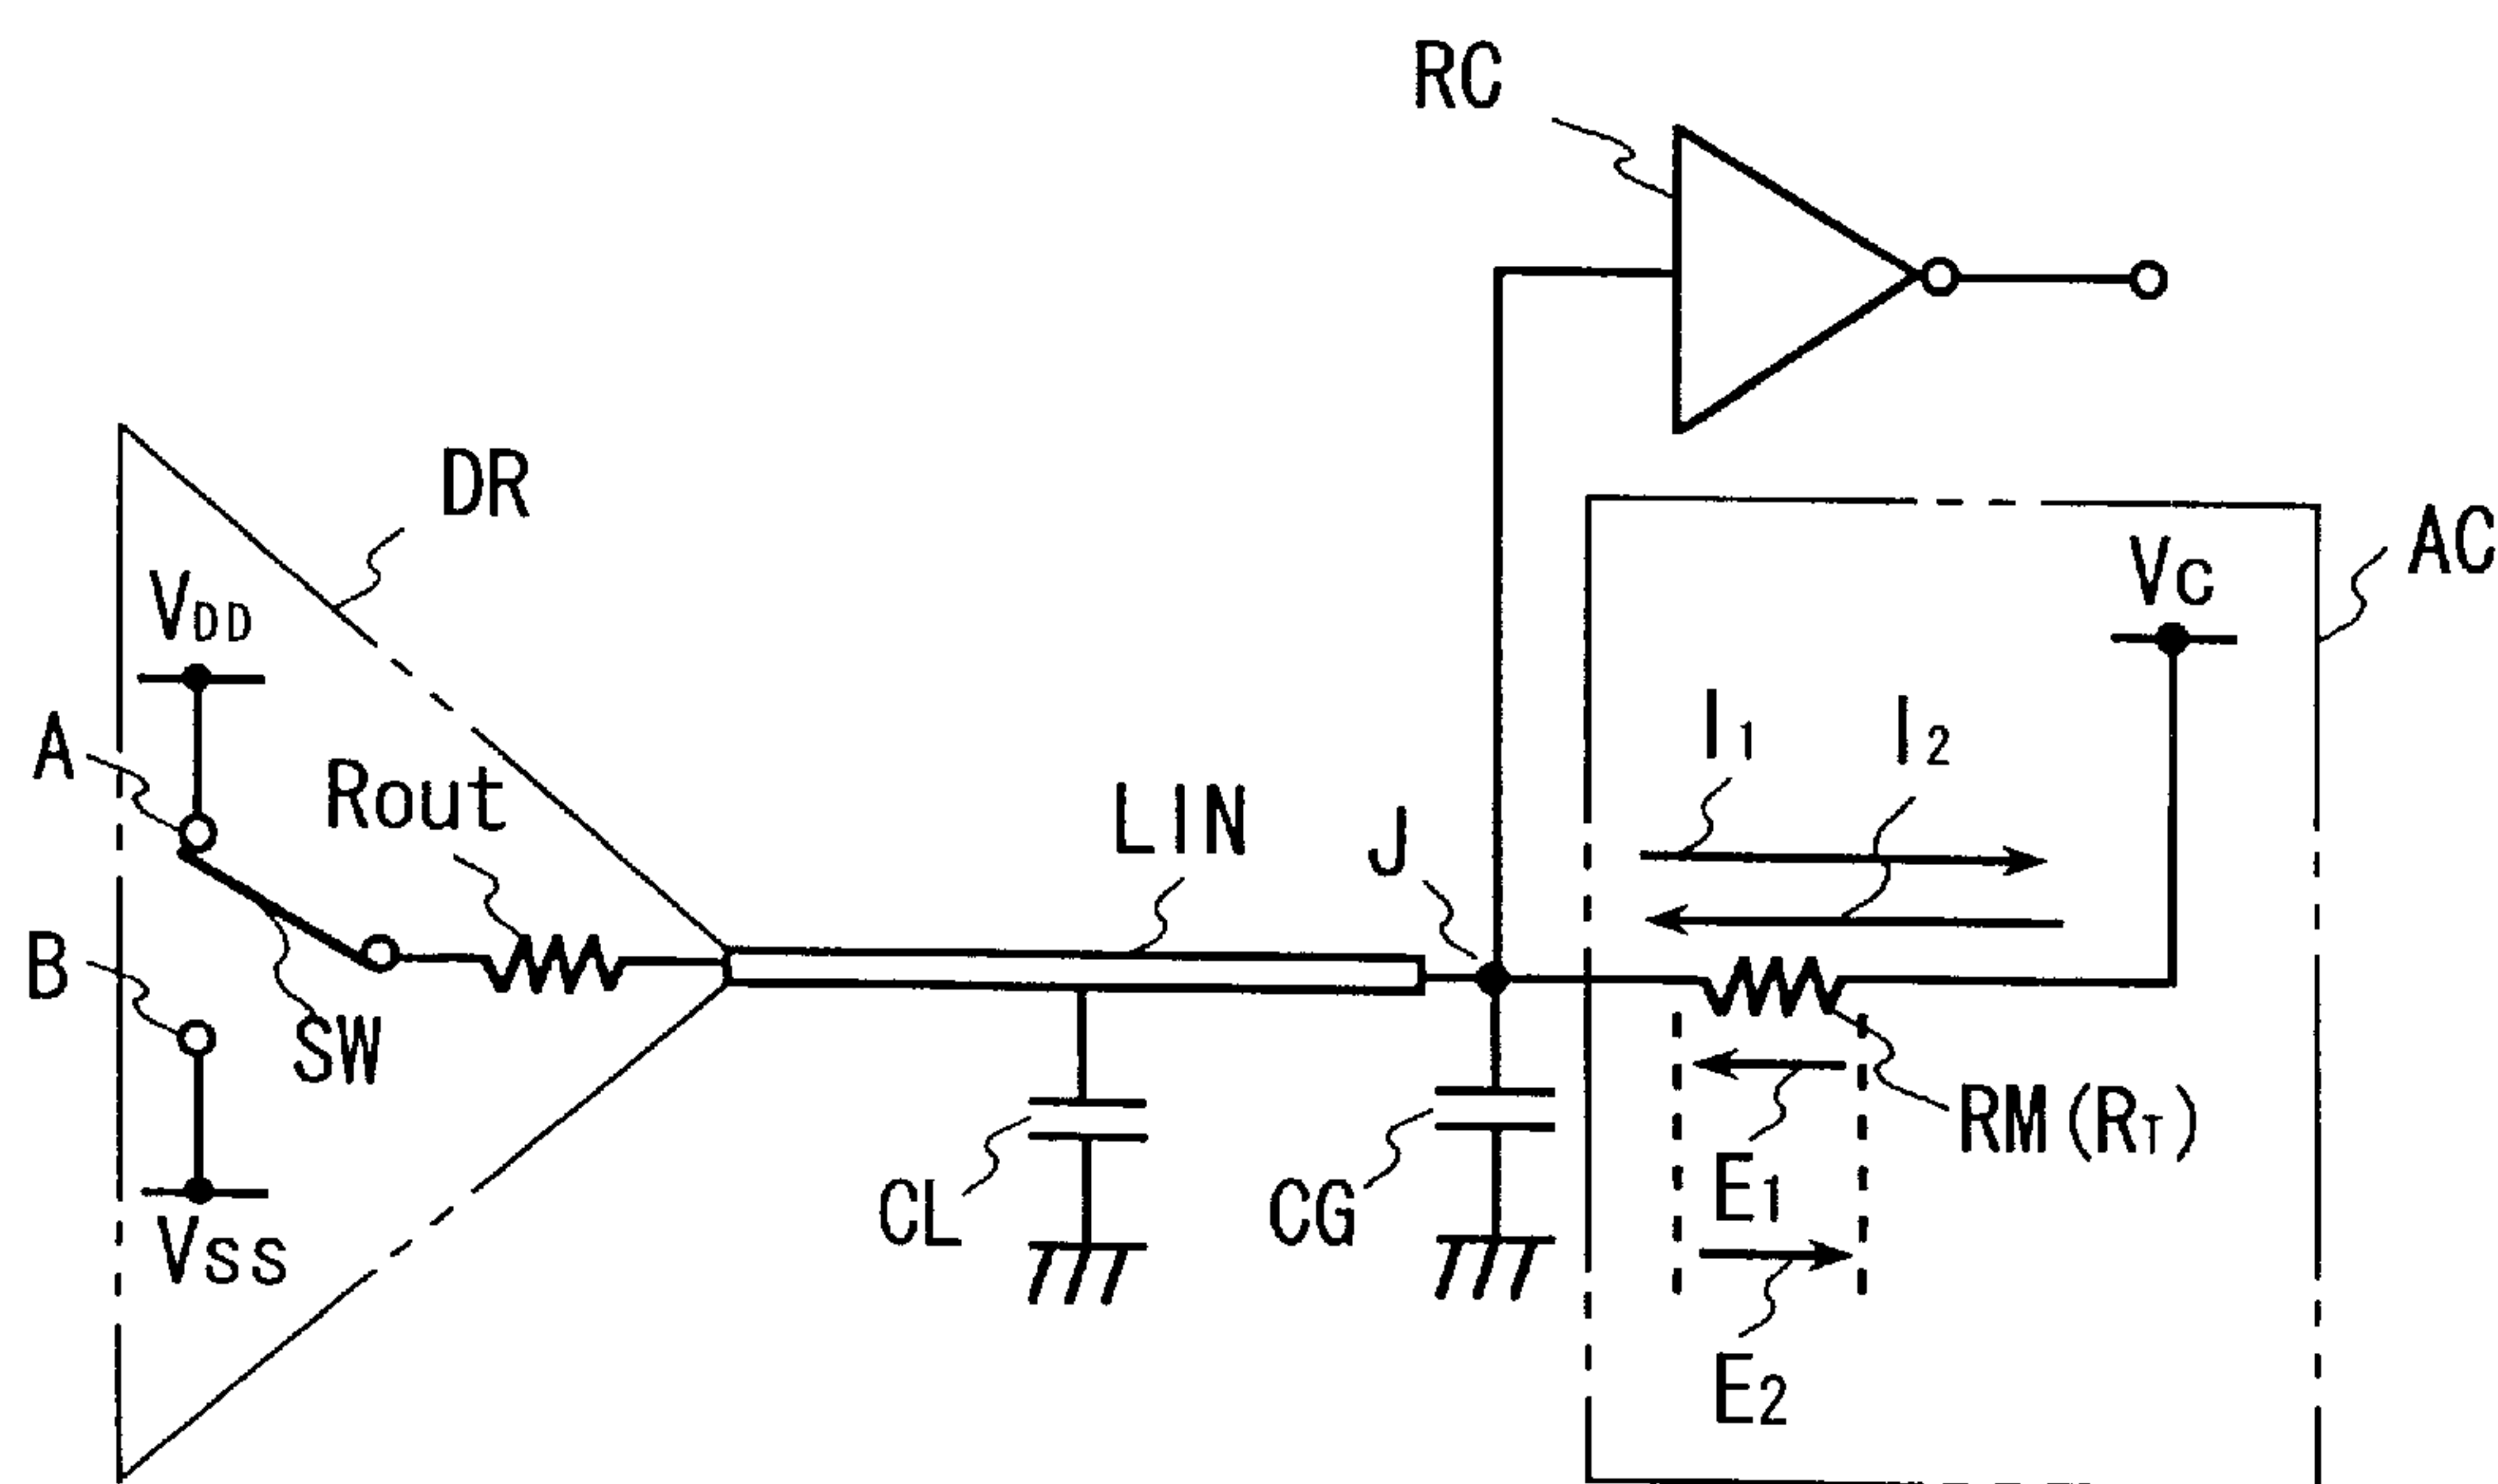 RC
DR
AC
VDD
VC
A
I1
I2
Rout
LIN
J
B
SW
RM(RT)
CL
CG
E1
VSS
E2